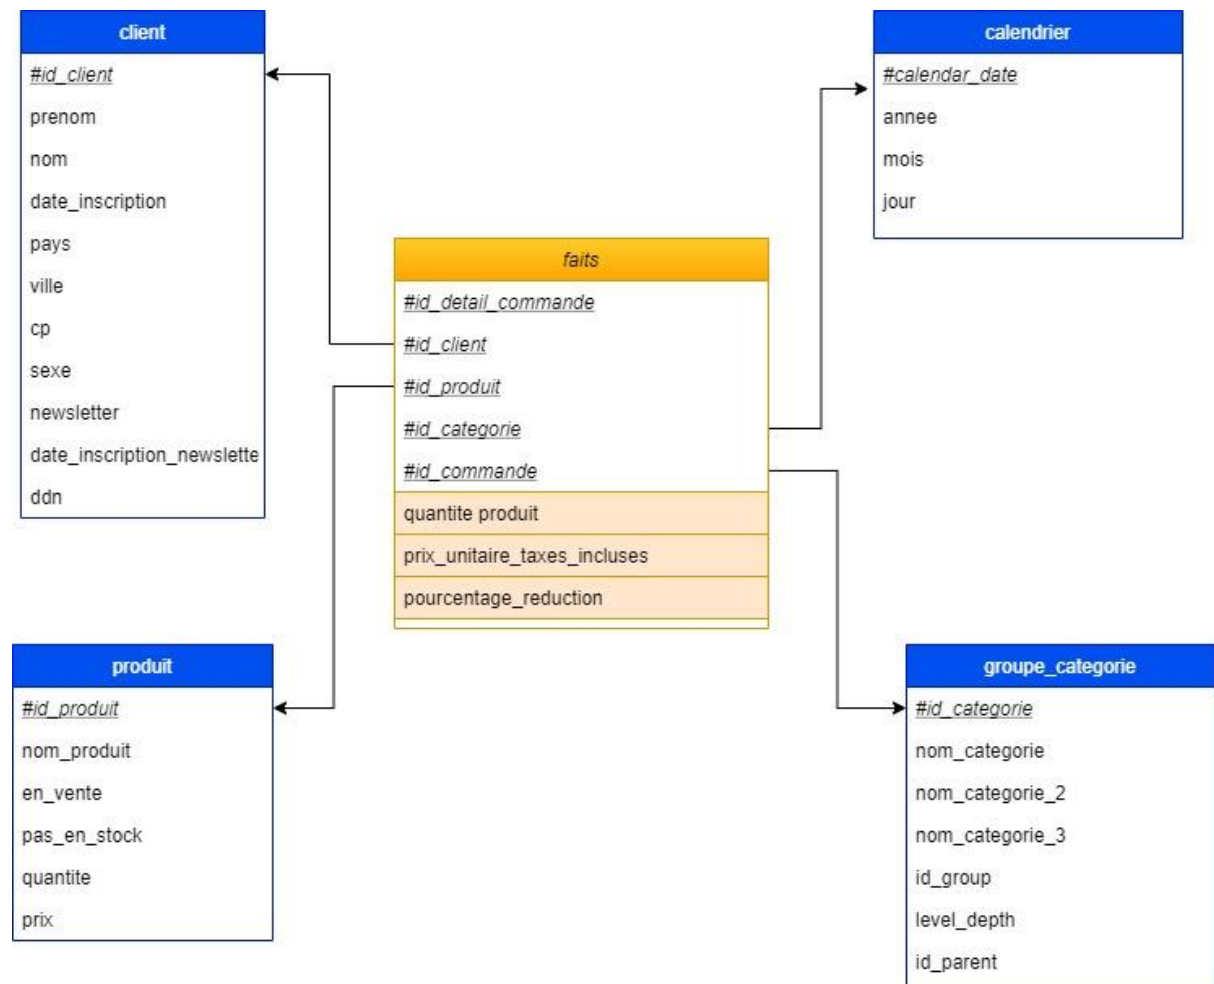 client
#id_client
prenom
nom
date_inscription
pays
ville
cp
sexe
newsletter
date_inscription_newslette
ddn
calendrier
#calendar_date
annee
mois
jour
faits
#id_detail_commande
#id_client
#id_produit
#id_categorie
#id_commande
quantite produit
prix_unitaire_taxes_incluses
pourcentage_reduction
produit
#id_produit
nom_produit
en_vente
pas_en_stock
quantite
prix
groupe_categorie
#id_categorie
nom_categorie
nom_categorie_2
nom_categorie_3
id_group
level_depth
id_parent